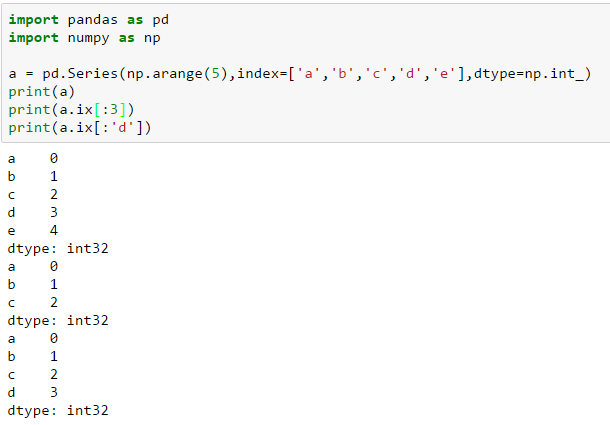 import pandas as pd
import numpy as np
a = pd.Series(np.arange(5),index=['a','b','c','d','e'],dtype=np.int_)
print(a)
print(a.ix[:3])
print(a.ix[:'d'])
a    0
b    1
c    2
d    3
e    4
dtype: int32
a    0
b    1
c    2
dtype: int32
a    0
b    1
c    2
d    3
dtype: int32